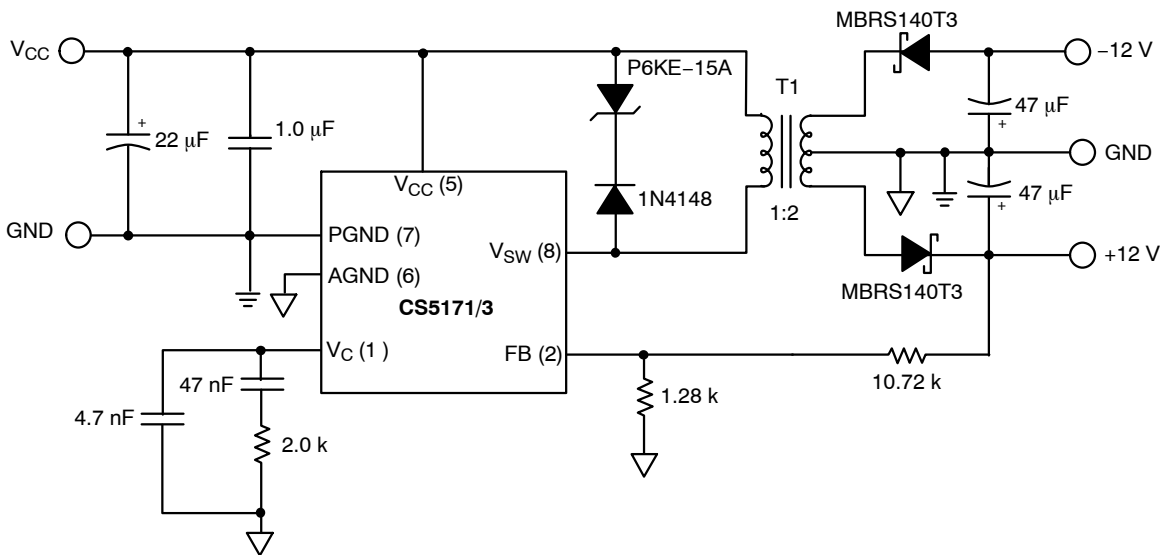 MBRS140T3
V_CC
−12 V
P6KE−15A
T1
+
22 µF
1.0 µF
47 µF
+
GND
V_CC (5)
1N4148
47 µF
+
1:2
GND
PGND (7)
V_SW (8)
+12 V
AGND (6)
MBRS140T3
CS5171/3
V_C (1 )
FB (2)
47 nF
10.72 k
4.7 nF
1.28 k
2.0 k